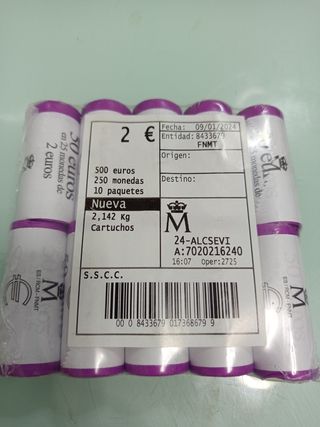 50 euros
en 25 monedas de
2 euros
2 €
Fecha: 09/01/2024
Entidad: 8433679
FNMT
Origen:
500 euros
250 monedas
10 paquetes
Destino:
Nueva
2,142 kg
Cartuchos
M
24-ALCSEVI
A:7020216240
16:07 Oper:2725
S.S.C.C.
00 0 8433679 017368679 9
M
€
M